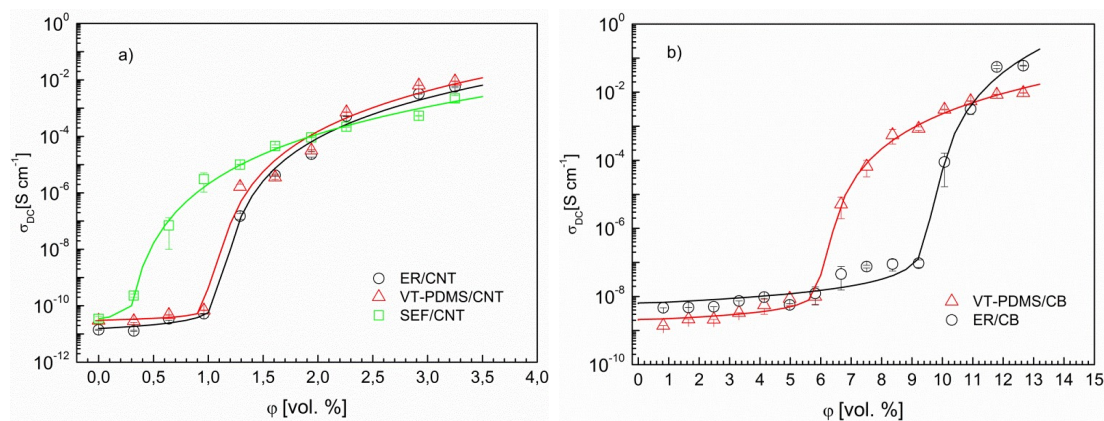 a)
10^0
10^-2
10^-4
10^-6
10^-8
10^-10
10^-12
σ_DC[S cm^-1]
ER/CNT
VT-PDMS/CNT
SEF/CNT
0,0 0,5 1,0 1,5 2,0 2,5 3,0 3,5 4,0
φ [vol. %]
b)
10^0
10^-2
10^-4
10^-6
10^-8
10^-10
σ_DC[S cm^-1]
VT-PDMS/CB
ER/CB
0 1 2 3 4 5 6 7 8 9 10 11 12 13 14 15
φ [vol. %]